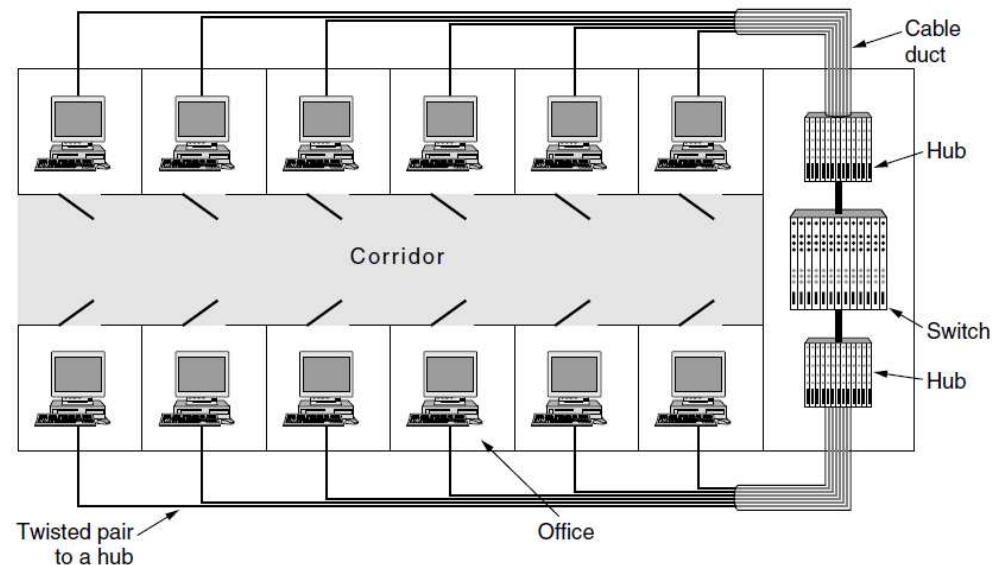 Cable
duct
Hub
Corridor
Switch
Hub
Twisted pair
to a hub
Office